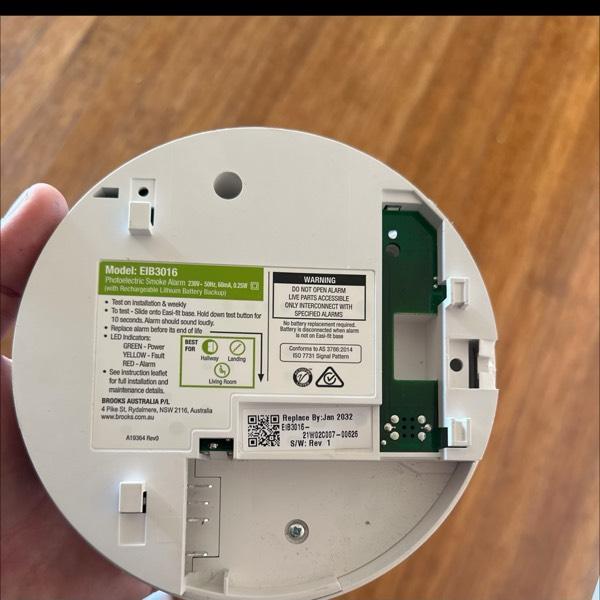 Model: EIB3016
Photoelectric Smoke Alarm 230V~ 50Hz, 60mA, 0.25W
(with Rechargeable Lithium Battery Backup)
• Test on installation & weekly
• To test - Slide onto Easi-fit base. Hold down test button for
10 seconds. Alarm should sound loudly.
• Replace alarm before its end of life
• LED Indicators:
GREEN - Power
YELLOW - Fault
RED - Alarm
• See instruction leaflet
for full installation and
maintenance details.
BEST
FOR
Hallway
Landing
Living Room
BROOKS AUSTRALIA P/L
4 Pike St, Rydalmere, NSW 2116, Australia
www.brooks.com.au
A19364 Rev0
WARNING
DO NOT OPEN ALARM
LIVE PARTS ACCESSIBLE
ONLY INTERCONNECT WITH
SPECIFIED ALARMS
No battery replacement required.
Battery is disconnected when alarm
is not on Easi-fit base
Conforms to AS 3786:2014
ISO 7731 Signal Pattern
Replace By:Jan 2032
EIB3016-
21W02C007-00626
S/W: Rev 1